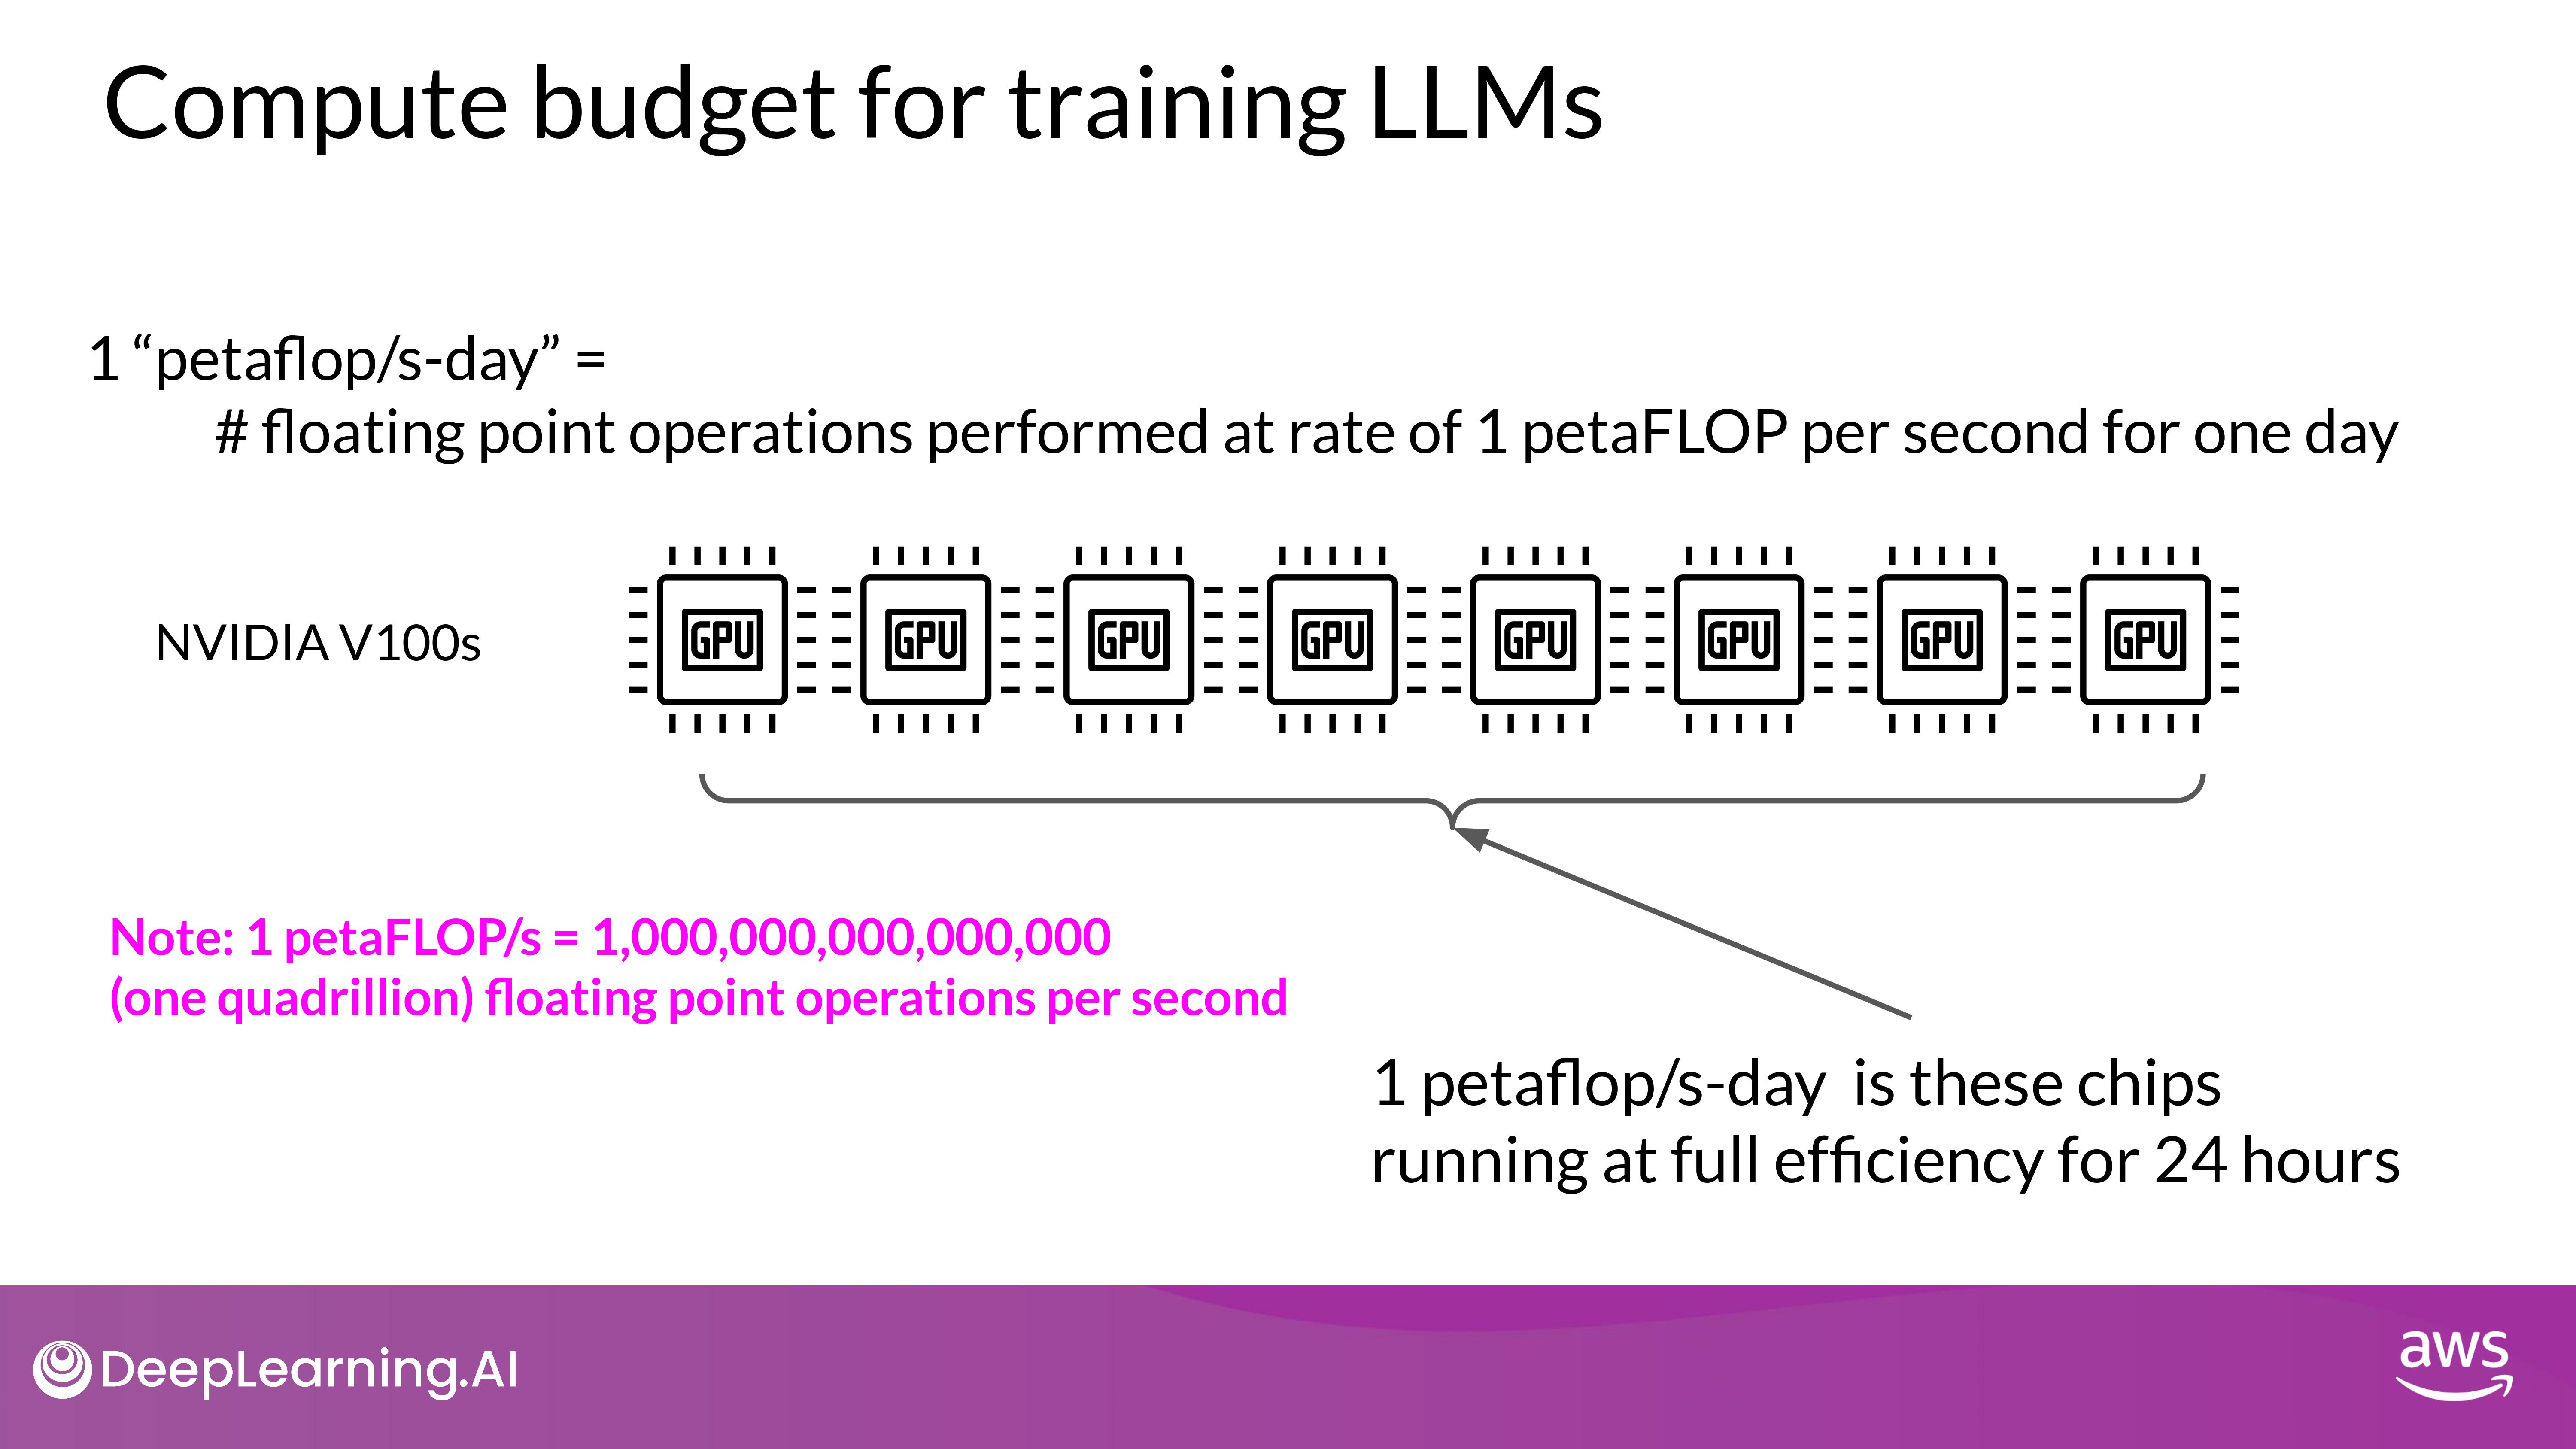 Compute budget for training LLMs
1 “petaflop/s-day” =
# floating point operations performed at rate of 1 petaFLOP per second for one day
NVIDIA V100s
GPU GPU GPU GPU GPU GPU GPU GPU
Note: 1 petaFLOP/s = 1,000,000,000,000,000
(one quadrillion) floating point operations per second
1 petaflop/s-day is these chips
running at full efficiency for 24 hours
DeepLearning.AI
aws